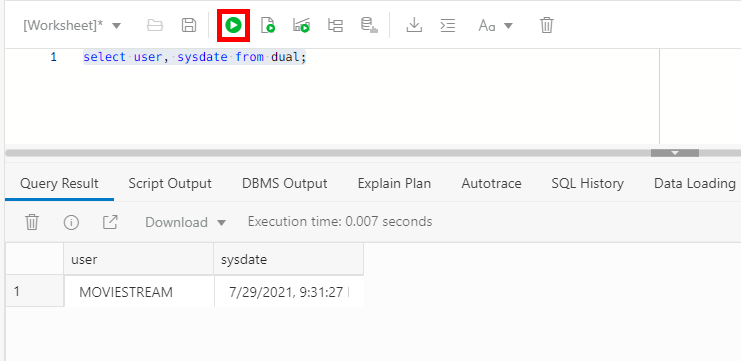 [Worksheet]* Aa
1 select user, sysdate from dual;
Query Result Script Output DBMS Output Explain Plan Autotrace SQL History Data Loading
Download Execution time: 0.007 seconds
user sysdate
1 MOVIESTREAM 7/29/2021, 9:31:27